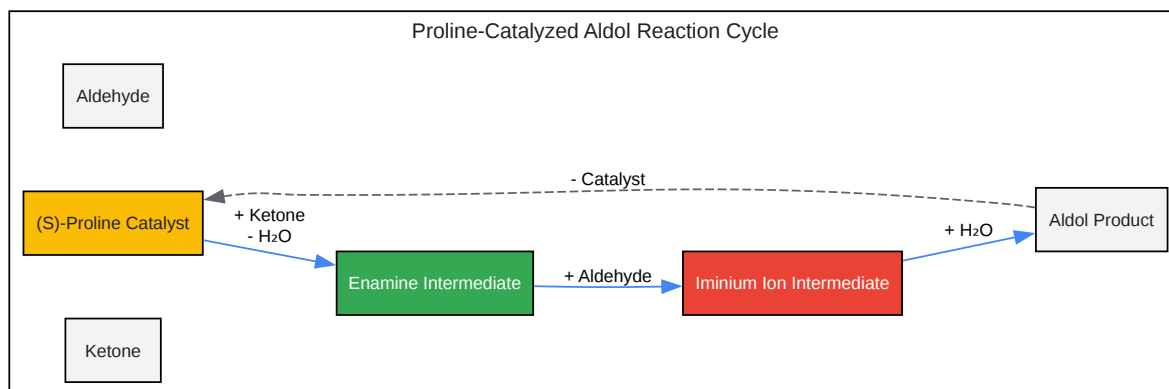 Proline-Catalyzed Aldol Reaction Cycle
Aldehyde
- Catalyst
(S)-Proline Catalyst
+ Ketone
- H₂O
+ H₂O
Aldol Product
Enamine Intermediate
+ Aldehyde
Iminium Ion Intermediate
Ketone